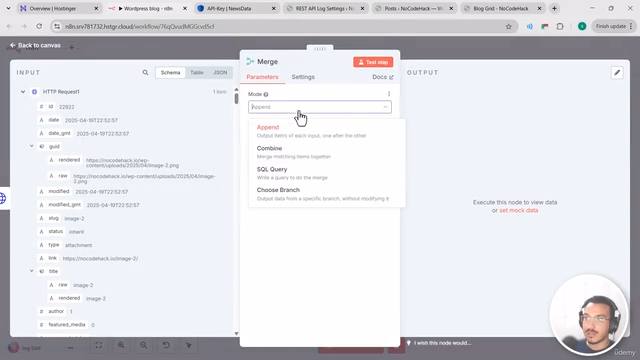 Overview | Hostinger
Wordpress blog - n8n
API-Key | NewsData
REST API Log Settings ‹ NoCo
Posts ‹ NoCodeHack — W
Blog Grid - NoCodeHack
n8n.srv781732.hstgr.cloud/workflow/
Finish update
Back to canvas
INPUT
Schema
Table
JSON
HTTP Request1
1 item
A id 22922
A date 2025-04-19T22:52:57
A date_gmt 2025-04-19T22:52:57
guid
A rendered https://nocodehack.io/wp-content/uploads/2025/04/image-2.png
A raw https://nocodehack.io/wp-content/uploads/2025/04/image-2.png
A modified 2025-04-19T22:52:57
A modified_gmt 2025-04-19T22:52:57
A slug image-2
A status inherit
A type attachment
A link https://nocodehack.io/image-2/
title
A raw image-2
A rendered image-2
# author 1
# featured_media 0
Merge
Test step
Parameters
Settings
Docs
Mode
Append
Append
Output items of each input, one after the other
Combine
Merge matching items together
SQL Query
Write a query to do the merge
Choose Branch
Output data from a specific branch, without modifying it
OUTPUT
Execute this node to view data
or set mock data
I wish this node would...
ûdemy